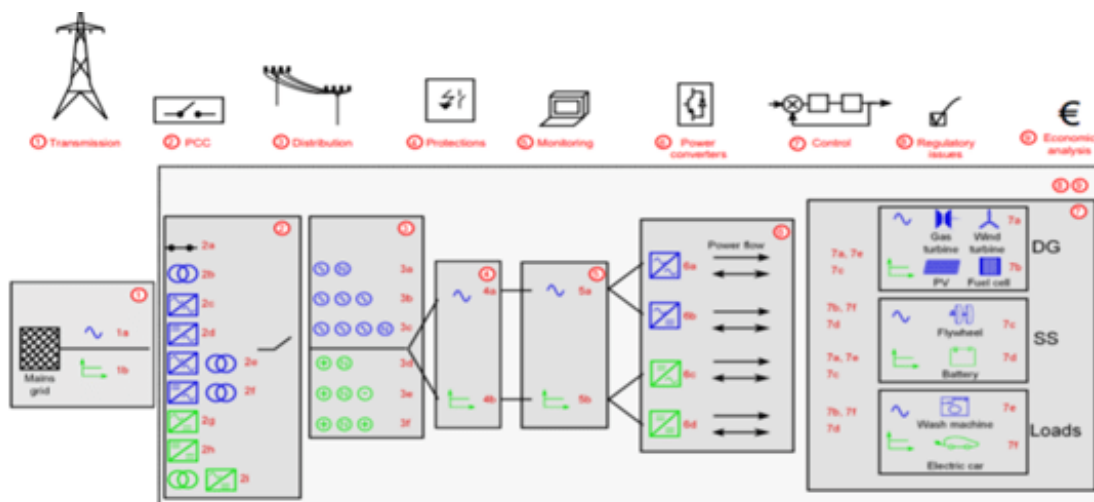 ① Transmission
② PCC
③ Distribution
④ Protections
⑤ Monitoring
⑥ Power
converters
⑦ Control
⑧ Regulatory
issues
⑨ Economic
analysis
€
⑧ ⑨
①
1a
1b
Mains
grid
②
2a
2b
2c
2d
2e
2f
2g
2h
2i
③
3a
3b
3c
3d
3e
3f
④
4a
4b
⑤
5a
5b
⑥
Power flow
6a
6b
6c
6d
⑦
7a, 7e
7c
7b, 7f
7d
7a, 7e
7c
7b, 7f
7d
7a
Gas
turbine
Wind
turbine
7b
PV
Fuel cell
DG
Flywheel
7c
Battery
7d
SS
7e
Wash machine
7f
Electric car
Loads